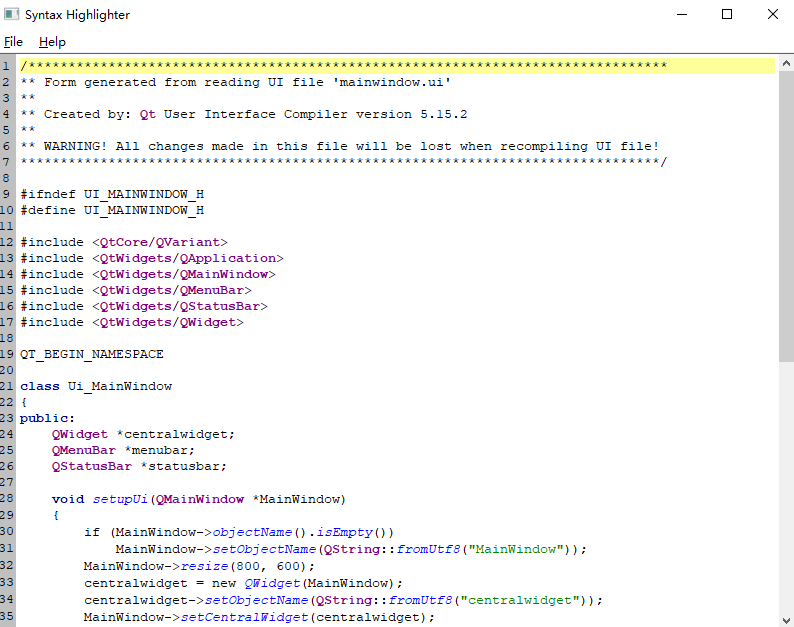 Syntax Highlighter
File Help
1 /********************************************************************************
2 ** Form generated from reading UI file 'mainwindow.ui'
3 **
4 ** Created by: Qt User Interface Compiler version 5.15.2
5 **
6 ** WARNING! All changes made in this file will be lost when recompiling UI file!
7 ********************************************************************************/
8
9 #ifndef UI_MAINWINDOW_H
10 #define UI_MAINWINDOW_H
11
12 #include <QtCore/QVariant>
13 #include <QtWidgets/QApplication>
14 #include <QtWidgets/QMainWindow>
15 #include <QtWidgets/QMenuBar>
16 #include <QtWidgets/QStatusBar>
17 #include <QtWidgets/QWidget>
18
19 QT_BEGIN_NAMESPACE
20
21 class Ui_MainWindow
22 {
23 public:
24     QWidget *centralwidget;
25     QMenuBar *menubar;
26     QStatusBar *statusbar;
27
28     void setupUi(QMainWindow *MainWindow)
29     {
30         if (MainWindow->objectName().isEmpty())
31             MainWindow->setObjectName(QString::fromUtf8("MainWindow"));
32         MainWindow->resize(800, 600);
33         centralwidget = new QWidget(MainWindow);
34         centralwidget->setObjectName(QString::fromUtf8("centralwidget"));
35         MainWindow->setCentralWidget(centralwidget);